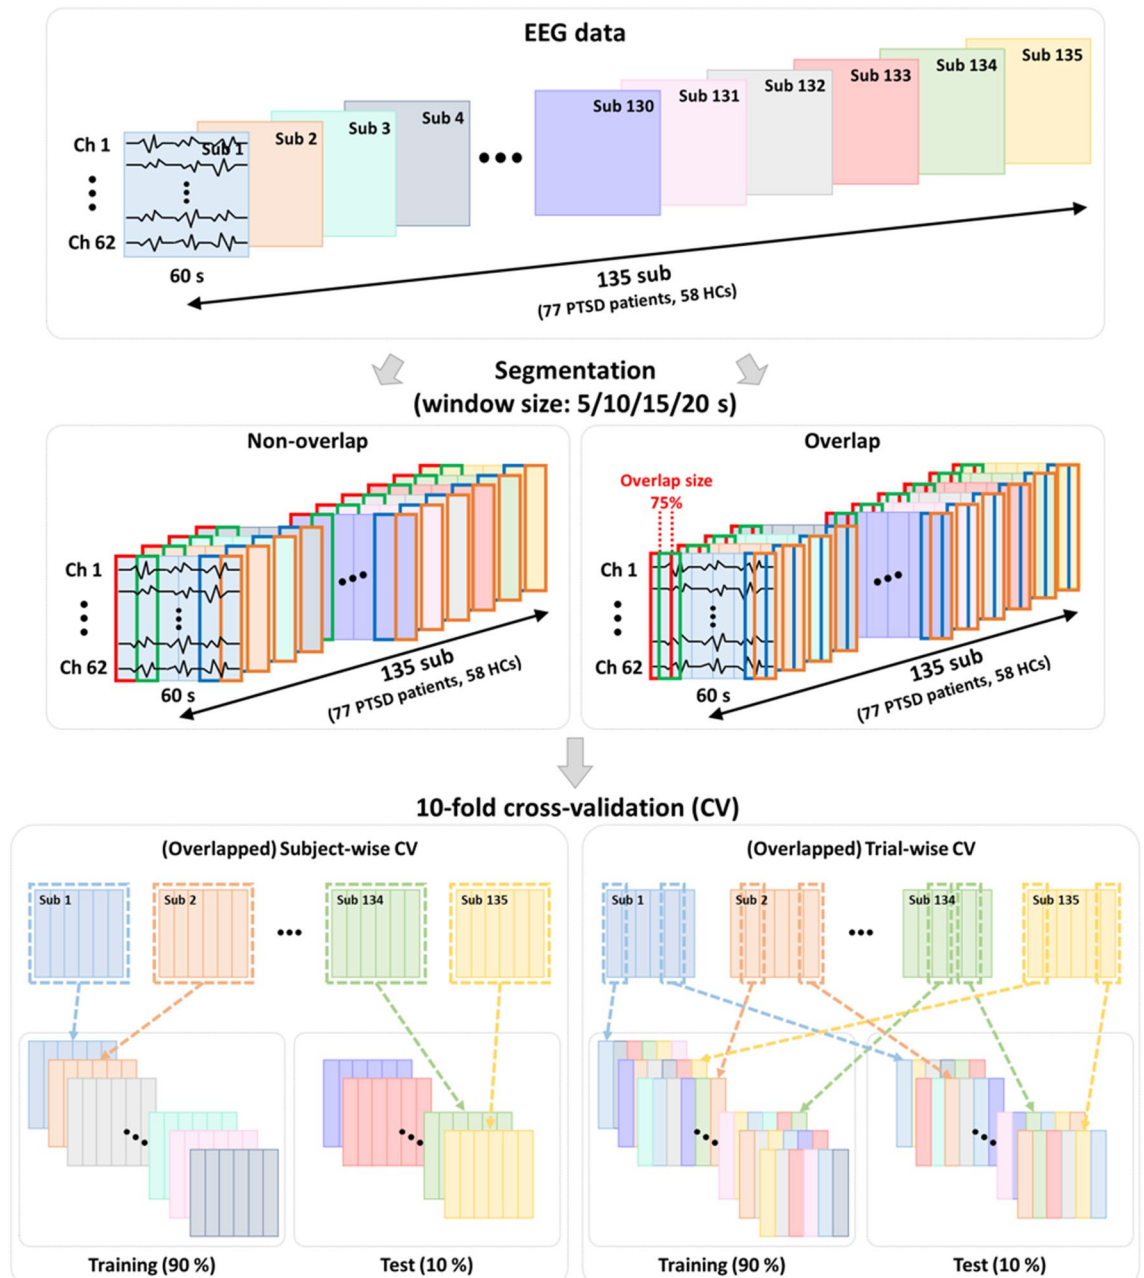 EEG data
Sub 135
Sub 134
Sub 133
Sub 132
Sub 131
Sub 130
Sub 4
Sub 3
Sub 2
Sub 1
Ch 1
Ch 62
60 s
135 sub
(77 PTSD patients, 58 HCs)
Segmentation
(window size: 5/10/15/20 s)
Non-overlap
Ch 1
Ch 62
60 s
135 sub
(77 PTSD patients, 58 HCs)
Overlap
Overlap size
75%
Ch 1
Ch 62
60 s
135 sub
(77 PTSD patients, 58 HCs)
10-fold cross-validation (CV)
(Overlapped) Subject-wise CV
Sub 1
Sub 2
Sub 134
Sub 135
Training (90 %)
Test (10 %)
(Overlapped) Trial-wise CV
Sub 1
Sub 2
Sub 134
Sub 135
Training (90 %)
Test (10 %)